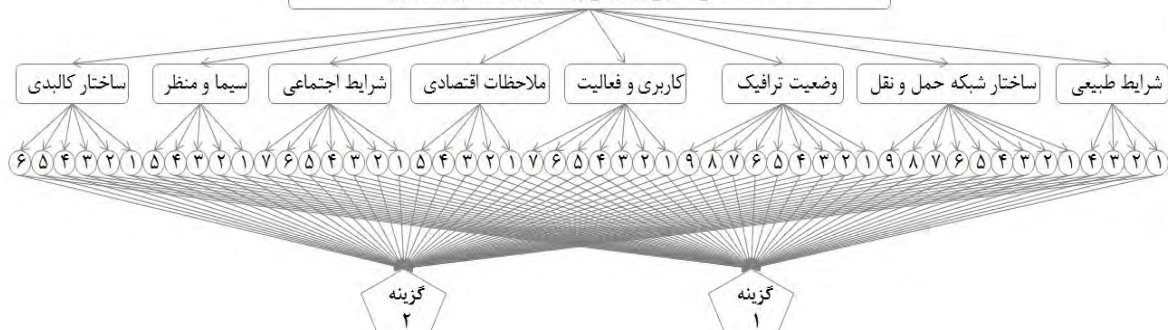 شرایط طبیعی ساختار شبکه حمل و نقل وضعیت ترافیک کاربری و فعالیت ملاحظات اقتصادی شرایط اجتماعی سیما و منظر ساختار کالبدی
۱ ۲ ۳ ۴ ۱ ۲ ۳ ۴ ۵ ۶ ۷ ۸ ۹ ۱ ۲ ۳ ۴ ۵ ۶ ۷ ۸ ۹ ۱ ۲ ۳ ۴ ۵ ۶ ۷ ۱ ۲ ۳ ۴ ۵ ۱ ۲ ۳ ۴ ۵ ۶ ۷ ۱ ۲ ۳ ۴ ۵ ۱ ۲ ۳ ۴ ۵ ۶
گزینه گزینه
۱ ۲